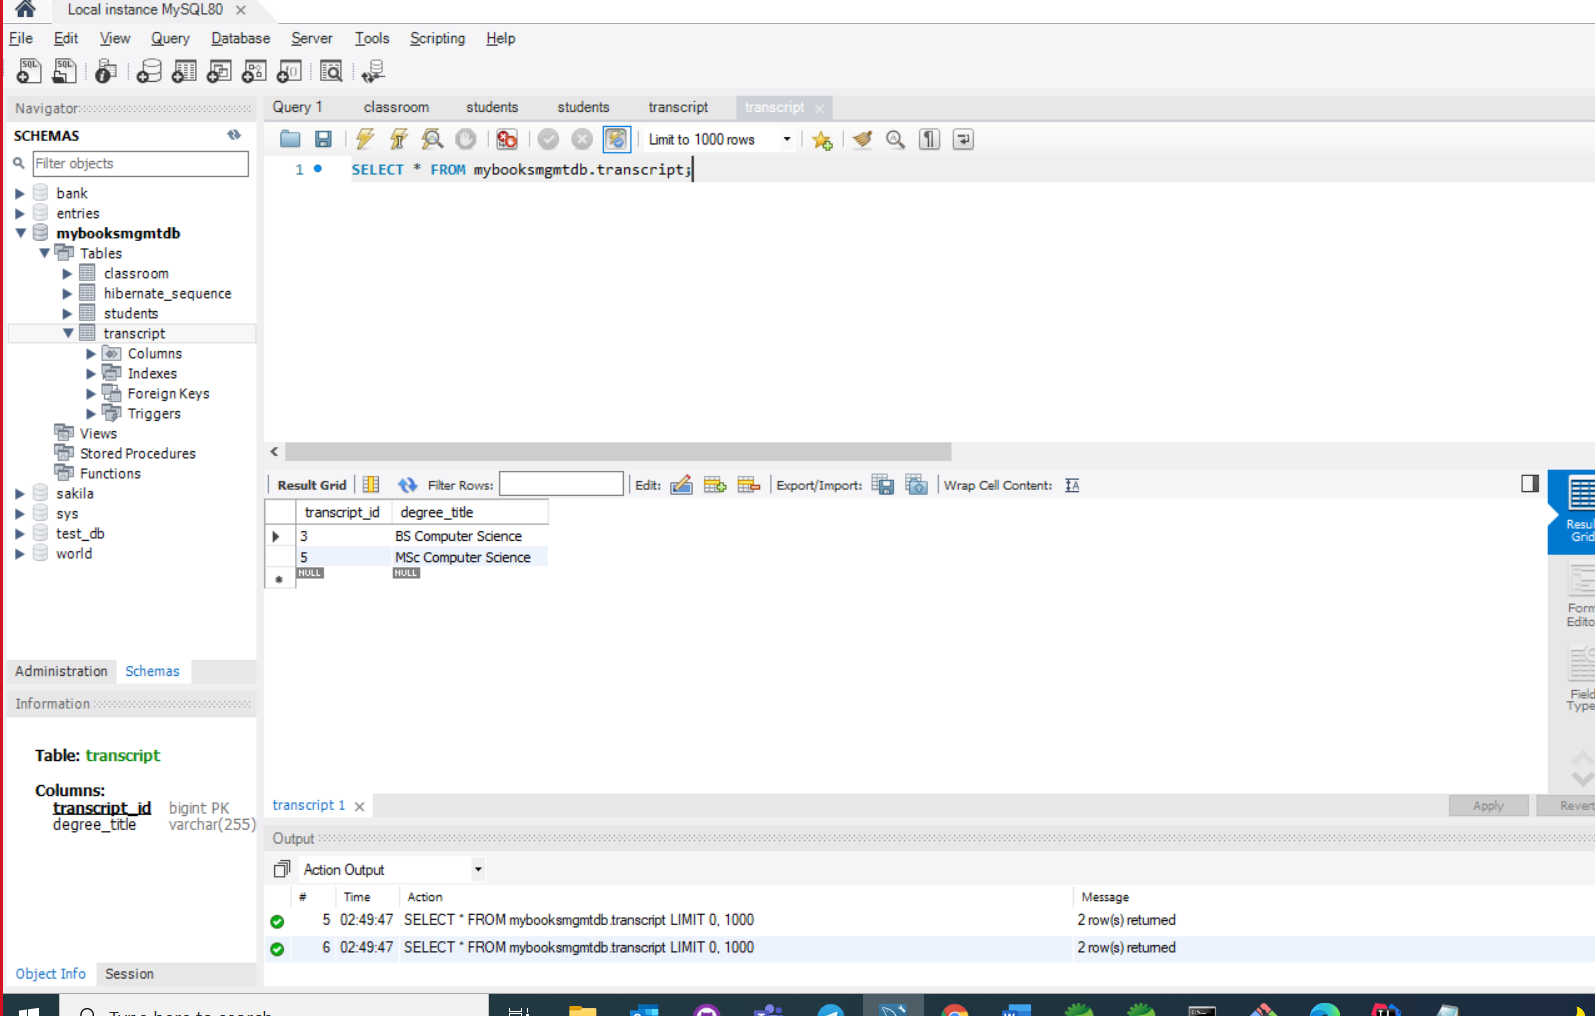 Local instance MySQL80
File Edit View Query Database Server Tools Scripting Help
Navigator
SCHEMAS
Filter objects
bank
entries
mybooksmgmtdb
Tables
classroom
hibernate_sequence
students
transcript
Columns
Indexes
Foreign Keys
Triggers
Views
Stored Procedures
Functions
sakila
sys
test_db
world
Administration Schemas
Information
Table: transcript
Columns:
transcript_id bigint PK
degree_title varchar(255)
Object Info Session
Query 1 classroom students students transcript transcript
Limit to 1000 rows
1 SELECT * FROM mybooksmgmtdb.transcript;
Result Grid Filter Rows: Edit: Export/Import: Wrap Cell Content:
transcript_id degree_title
3 BS Computer Science
5 MSc Computer Science
NULL NULL
Resul
Grid
Form
Edito
Field
Type
transcript 1 Apply Revert
Output
Action Output
# Time Action Message
5 02:49:47 SELECT * FROM mybooksmgmtdb.transcript LIMIT 0, 1000 2 row(s) returned
6 02:49:47 SELECT * FROM mybooksmgmtdb.transcript LIMIT 0, 1000 2 row(s) returned
Type here to search